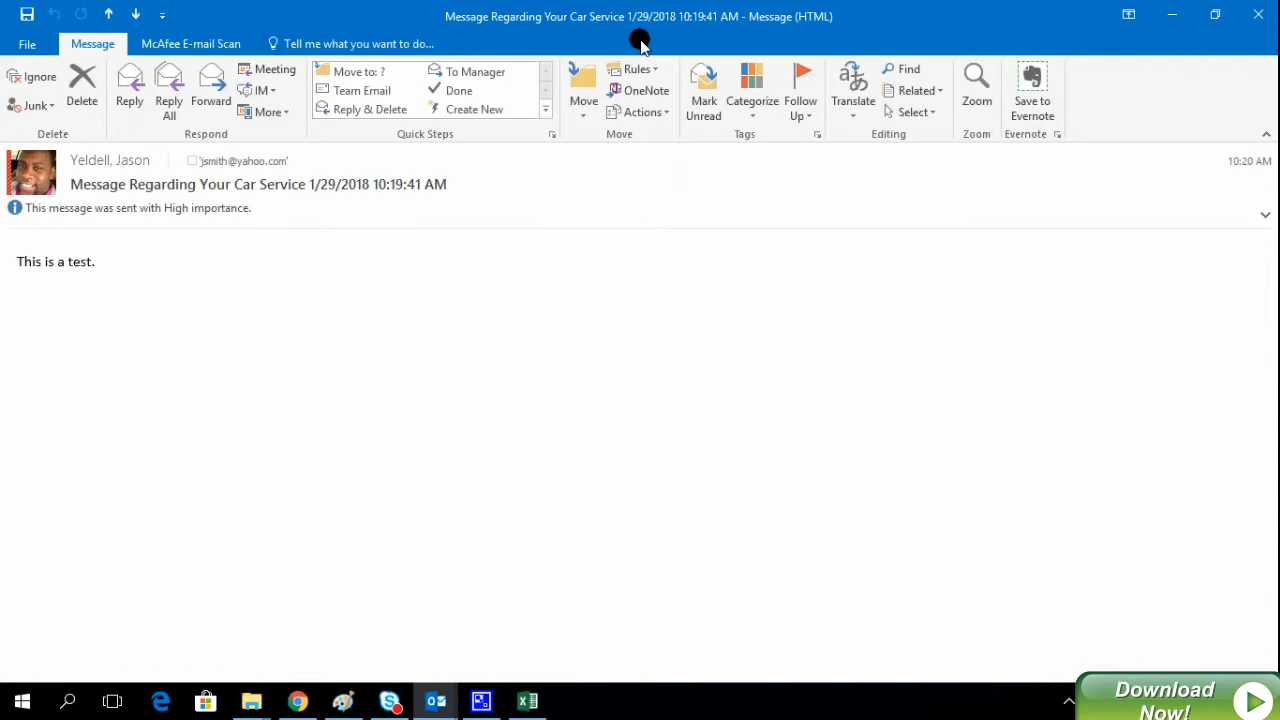 Message Regarding Your Car Service 1/29/2018 10:19:41 AM - Message (HTML)
File Message McAfee E-mail Scan Tell me what you want to do...
Ignore
Junk
Delete
Delete
Reply
Reply All
Forward
Meeting
IM
More
Respond
Move to: ?
To Manager
Team Email
Done
Reply & Delete
Create New
Quick Steps
Move
Rules
OneNote
Actions
Move
Mark Unread
Categorize
Follow Up
Tags
Translate
Find
Related
Select
Editing
Zoom
Zoom
Save to Evernote
Evernote
Yeldell, Jason 'jsmith@yahoo.com' 10:20 AM
Message Regarding Your Car Service 1/29/2018 10:19:41 AM
This message was sent with High importance.
This is a test.
Download
Now!